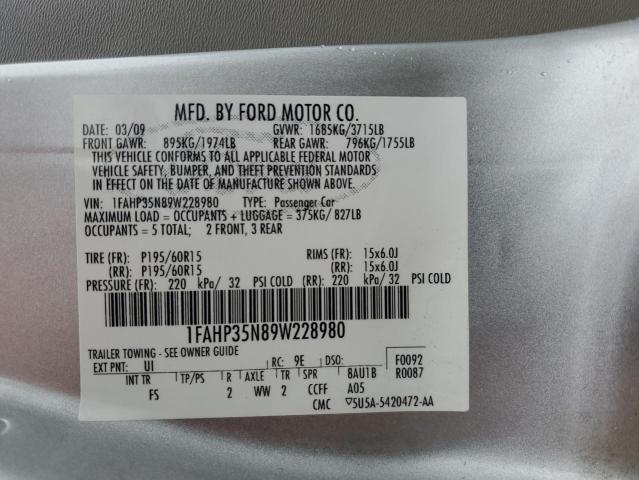 MFD. BY FORD MOTOR CO.
DATE: 03/09 GVWR: 1685KG/3715LB
FRONT GAWR: 895KG/1974LB REAR GAWR: 796KG/1755LB
THIS VEHICLE CONFORMS TO ALL APPLICABLE FEDERAL MOTOR
VEHICLE SAFETY, BUMPER, AND THEFT PREVENTION STANDARDS
IN EFFECT ON THE DATE OF MANUFACTURE SHOWN ABOVE.
VIN: 1FAHP35N89W228980 TYPE: Passenger Car
MAXIMUM LOAD = OCCUPANTS + LUGGAGE = 375KG/ 827LB
OCCUPANTS = 5 TOTAL; 2 FRONT, 3 REAR
TIRE (FR): P195/60R15 RIMS (FR): 15x6.0J
(RR): P195/60R15 (RR): 15x6.0J
PRESSURE (FR): 220 kPa/ 32 PSI COLD (RR): 220 kPa/ 32 PSI COLD
1FAHP35N89W228980
TRAILER TOWING - SEE OWNER GUIDE
EXT PNT: UI RC: 9E DSO: F0092
INT TR TP/PS R AXLE TR SPR 8AU1B R0087
FS 2 WW 2 CCFF A05
CMC ▽5U5A-5420472-AA